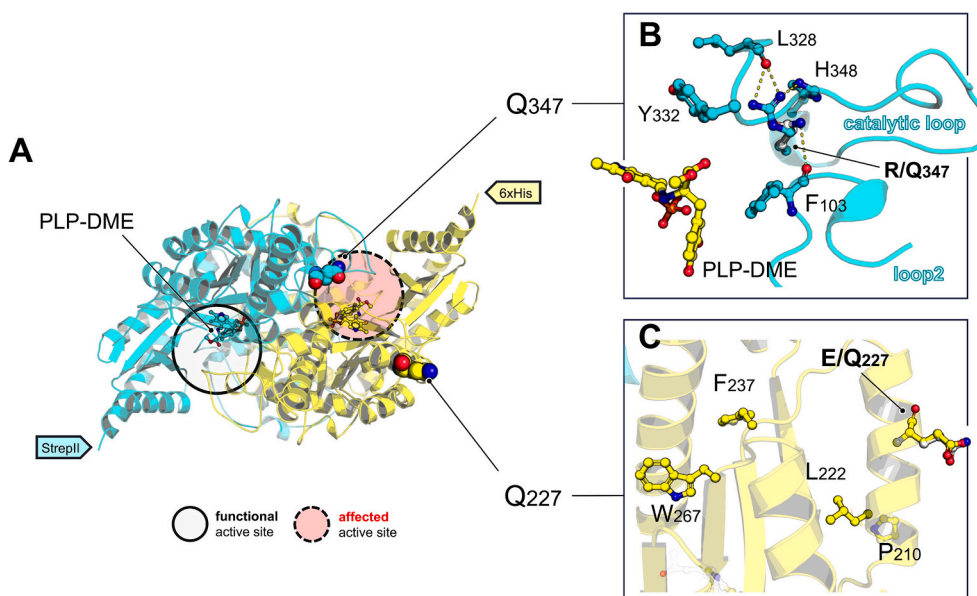 A
PLP-DME
6xHis
StrepII
functional
active site
affected
active site
Q347
Q227
B
L328
H348
Y332
catalytic loop
R/Q347
F103
PLP-DME
loop2
C
E/Q227
F237
L222
W267
P210